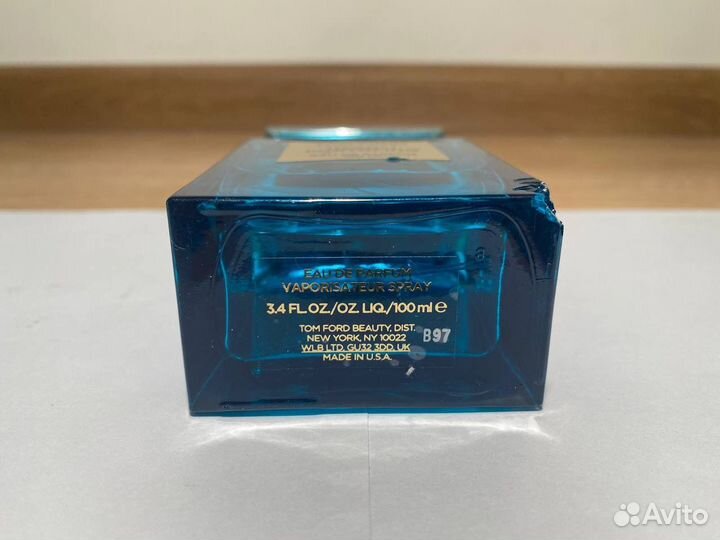 EAU DE PARFUM
VAPORISATEUR SPRAY
3.4 FL.OZ./OZ. LIQ./100 ml ℮
TOM FORD BEAUTY, DIST.
NEW YORK, NY 10022
WLB LTD, GU32 3DD, UK
MADE IN U.S.A.
B97
Avito